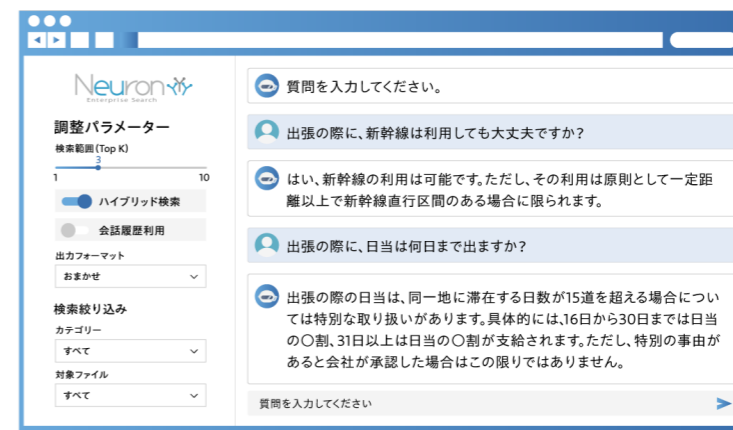 Neuron
Enterprise Search
調整パラメーター
検索範囲(Top K)
3
1 10
ハイブリッド検索
会話履歴利用
出力フォーマット
おまかせ
検索絞り込み
カテゴリー
すべて
対象ファイル
すべて
質問を入力してください。
出張の際に、新幹線は利用しても大丈夫ですか?
はい、新幹線の利用は可能です。ただし、その利用は原則として一定距
離以上で新幹線直行区間のある場合に限られます。
出張の際に、日当は何日まで出ますか?
出張の際の日当は、同一地に滞在する日数が15道を超える場合につい
ては特別な取り扱いがあります。具体的には、16日から30日までは日当
の〇割、31日以上は日当の〇割が支給されます。ただし、特別の事由が
あると会社が承認した場合はこの限りではありません。
質問を入力してください